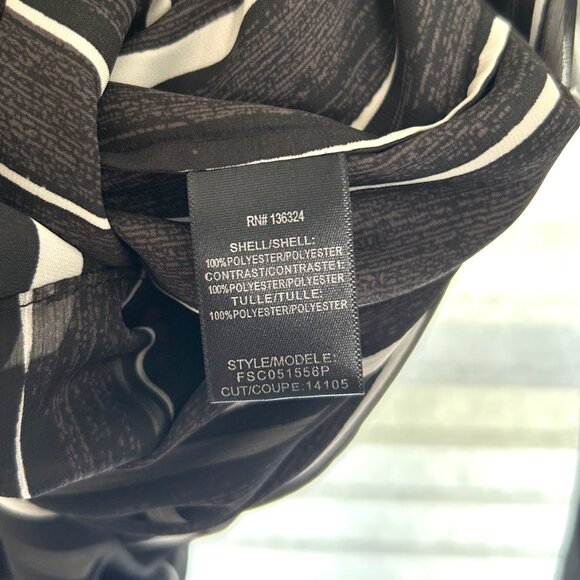 RN# 136324
SHELL/SHELL:
100%POLYESTER/POLYESTER
CONTRAST/CONTRASTE1:
100%POLYESTER/POLYESTER
TULLE/TULLE:
100%POLYESTER/POLYESTER
STYLE/MODELE:
FSC051556P
CUT/COUPE:14105